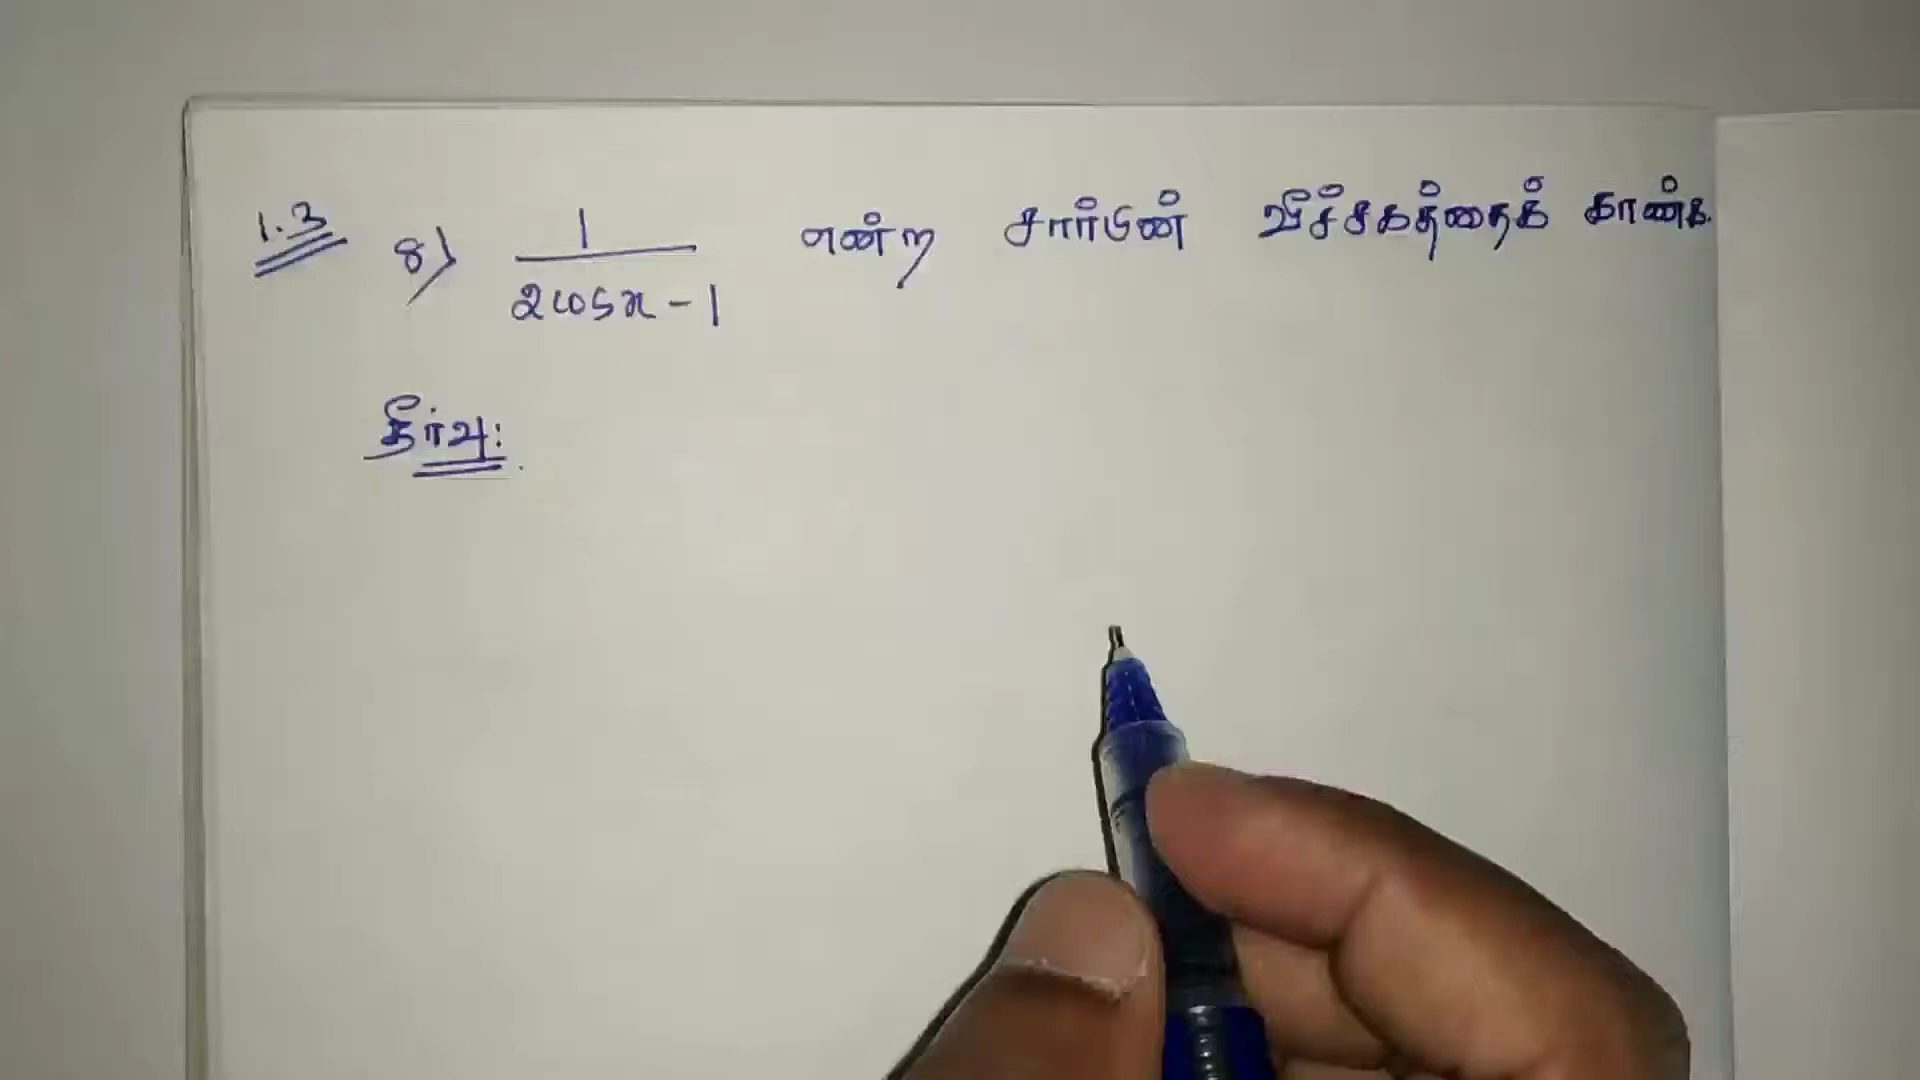 1.3 8) 1 / 2cosx - 1 என்ற சார்பின் வீச்சகத்தைக் காண்க.
தீர்வு: